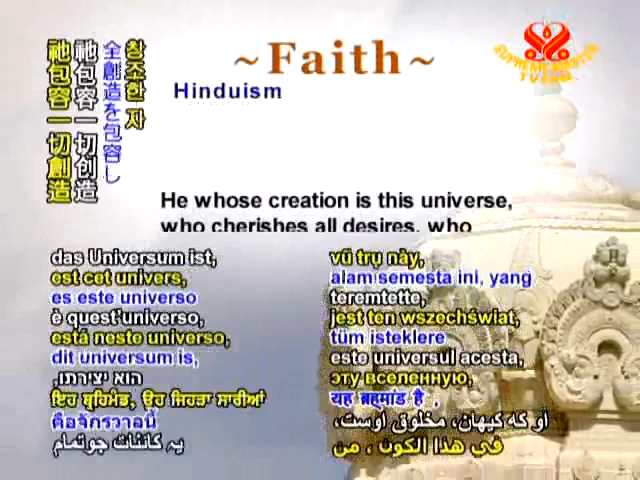 ~Faith~
SUPREME MASTER
TV.COM
Hinduism
창조한 자
全創造を包容し
祂包容一切创造
祂包容一切創造
He whose creation is this universe,
who cherishes all desires, who
das Universum ist,
est cet univers,
es este universo
è quest'universo,
está neste universo,
dit universum is,
הוא יצירתו,
ਇਹ ਬ੍ਰਹਿਮੰਡ, ਉਹ ਜਿਹੜਾ ਸਾਰੀਆਂ
คือจักรวาลนี้
یہ کائنات جوتمام
vũ trụ này,
alam semesta ini, yang
teremtette,
jest ten wszechświat,
tüm isteklere
este universul acesta,
эту вселенную,
यह ब्रह्मांड है ,
او که کیهان، مخلوق اوست،
في هذا الكون ، من